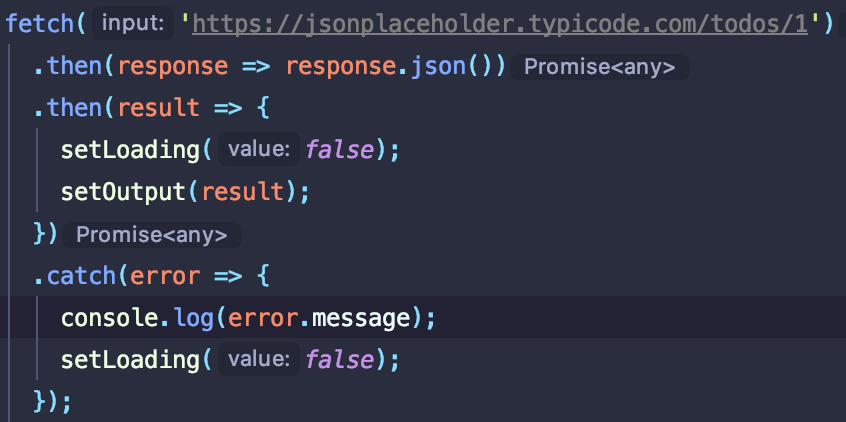 fetch( input: 'https://jsonplaceholder.typicode.com/todos/1')
.then(response => response.json()) Promise<any>
.then(result => {
setLoading( value: false);
setOutput(result);
}) Promise<any>
.catch(error => {
console.log(error.message);
setLoading( value: false);
});